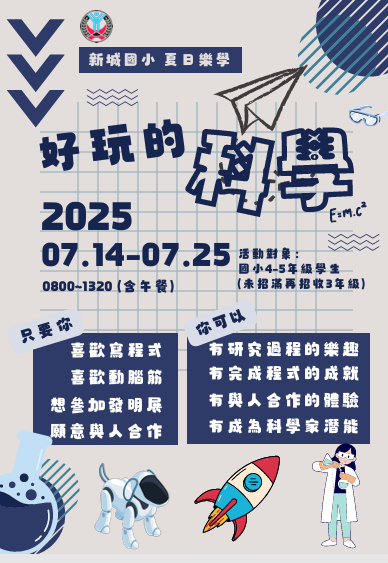 新城國小 夏日樂學
好玩的科學
E=m.c²
2025
07.14-07.25
0800~1320 (含午餐)
活動對象:
國小4-5年級學生
(未招滿再招收3年級)
只要你
喜歡寫程式
喜歡動腦筋
想參加發明展
願意與人合作
你可以
有研究過程的樂趣
有完成程式的成就
有與人合作的體驗
有成為科學家潛能